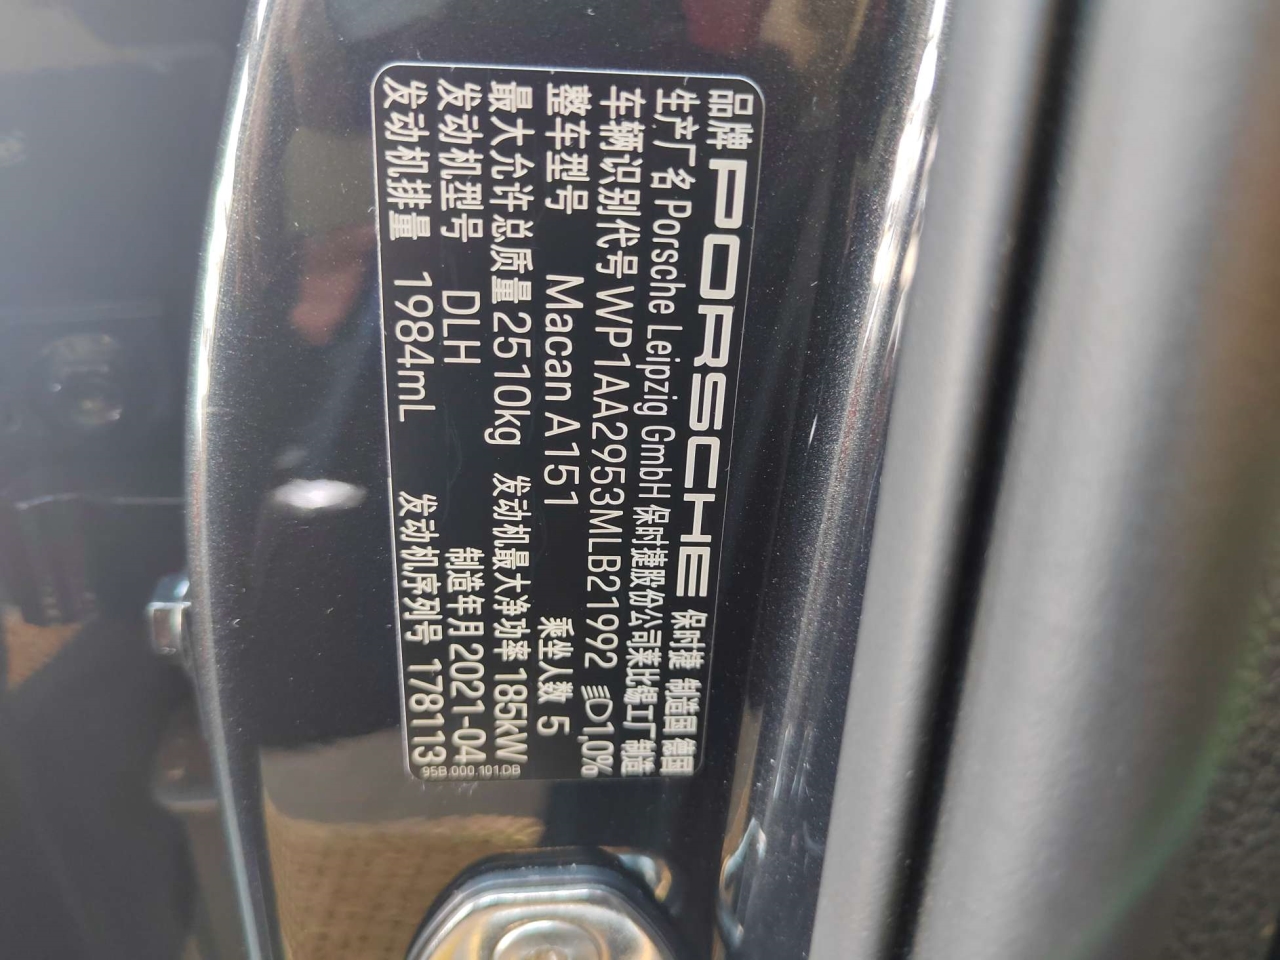 品牌 PORSCHE 保时捷 制造国 德国
生产厂名 Porsche Leipzig GmbH 保时捷股份公司莱比锡工厂 制造
车辆识别代号 WP1AA2953MLB21992 1,0%
整车型号 Macan A151 乘坐人数 5
最大允许总质量 2510kg 发动机最大净功率 185kW
发动机型号 DLH 制造年月 2021-04
发动机排量 1984mL 发动机序列号 178113
95B.000.101.DB